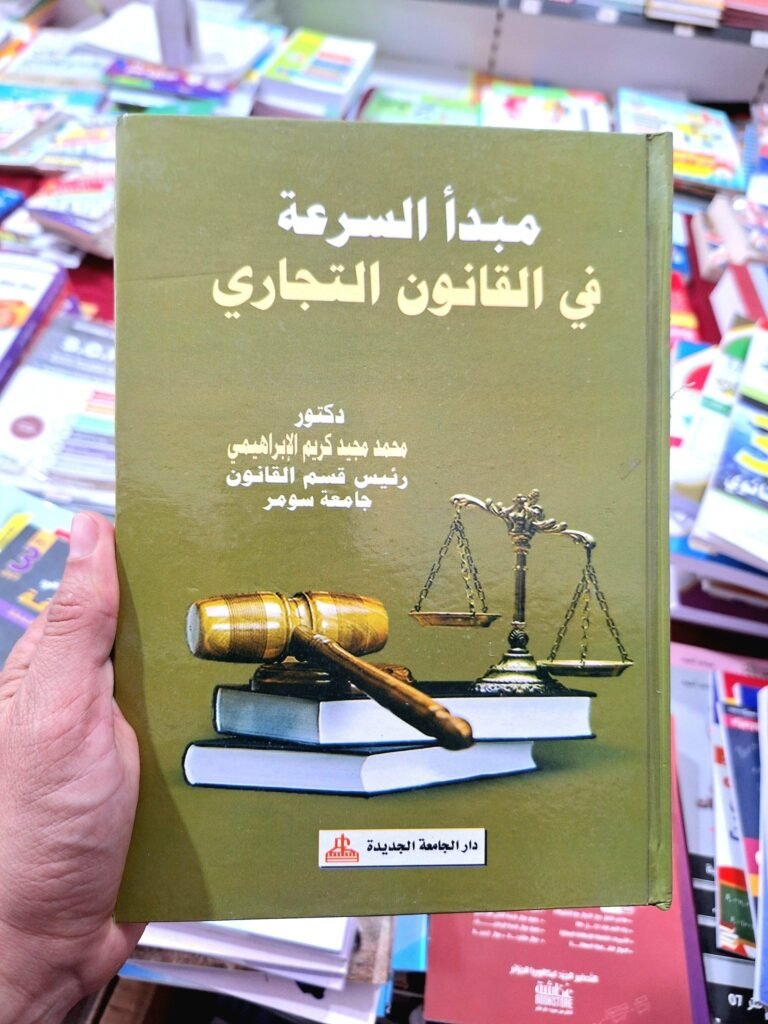 مبدأ السرعة
في القانون التجاري
دكتور
محمد مجيد كريم الإبراهيمي
رئيس قسم القانون
جامعة سومر
دار الجامعة الجديدة